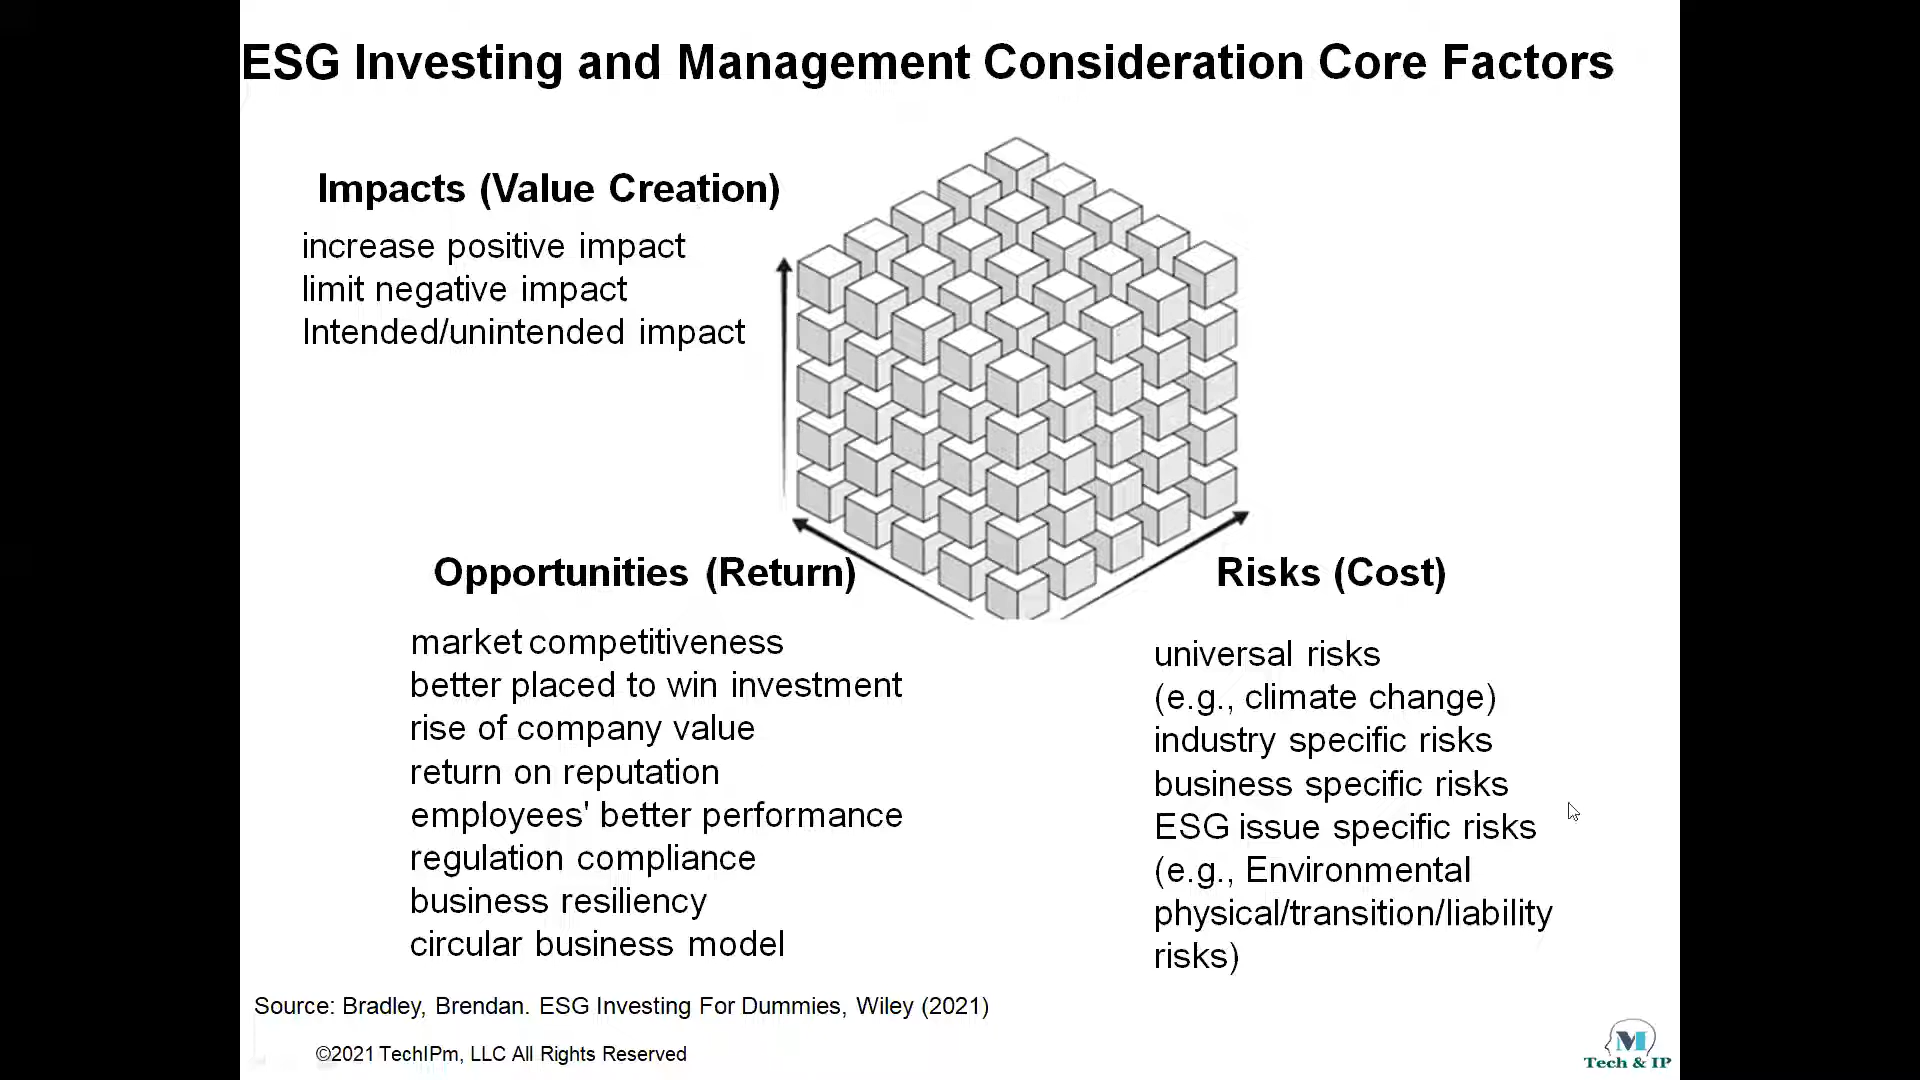 ESG Investing and Management Consideration Core Factors
Impacts (Value Creation)
increase positive impact
limit negative impact
Intended/unintended impact
Opportunities (Return)
market competitiveness
better placed to win investment
rise of company value
return on reputation
employees' better performance
regulation compliance
business resiliency
circular business model
Risks (Cost)
universal risks
(e.g., climate change)
industry specific risks
business specific risks
ESG issue specific risks
(e.g., Environmental
physical/transition/liability
risks)
Source: Bradley, Brendan. ESG Investing For Dummies, Wiley (2021)
©2021 TechIPm, LLC All Rights Reserved
M
Tech & IP